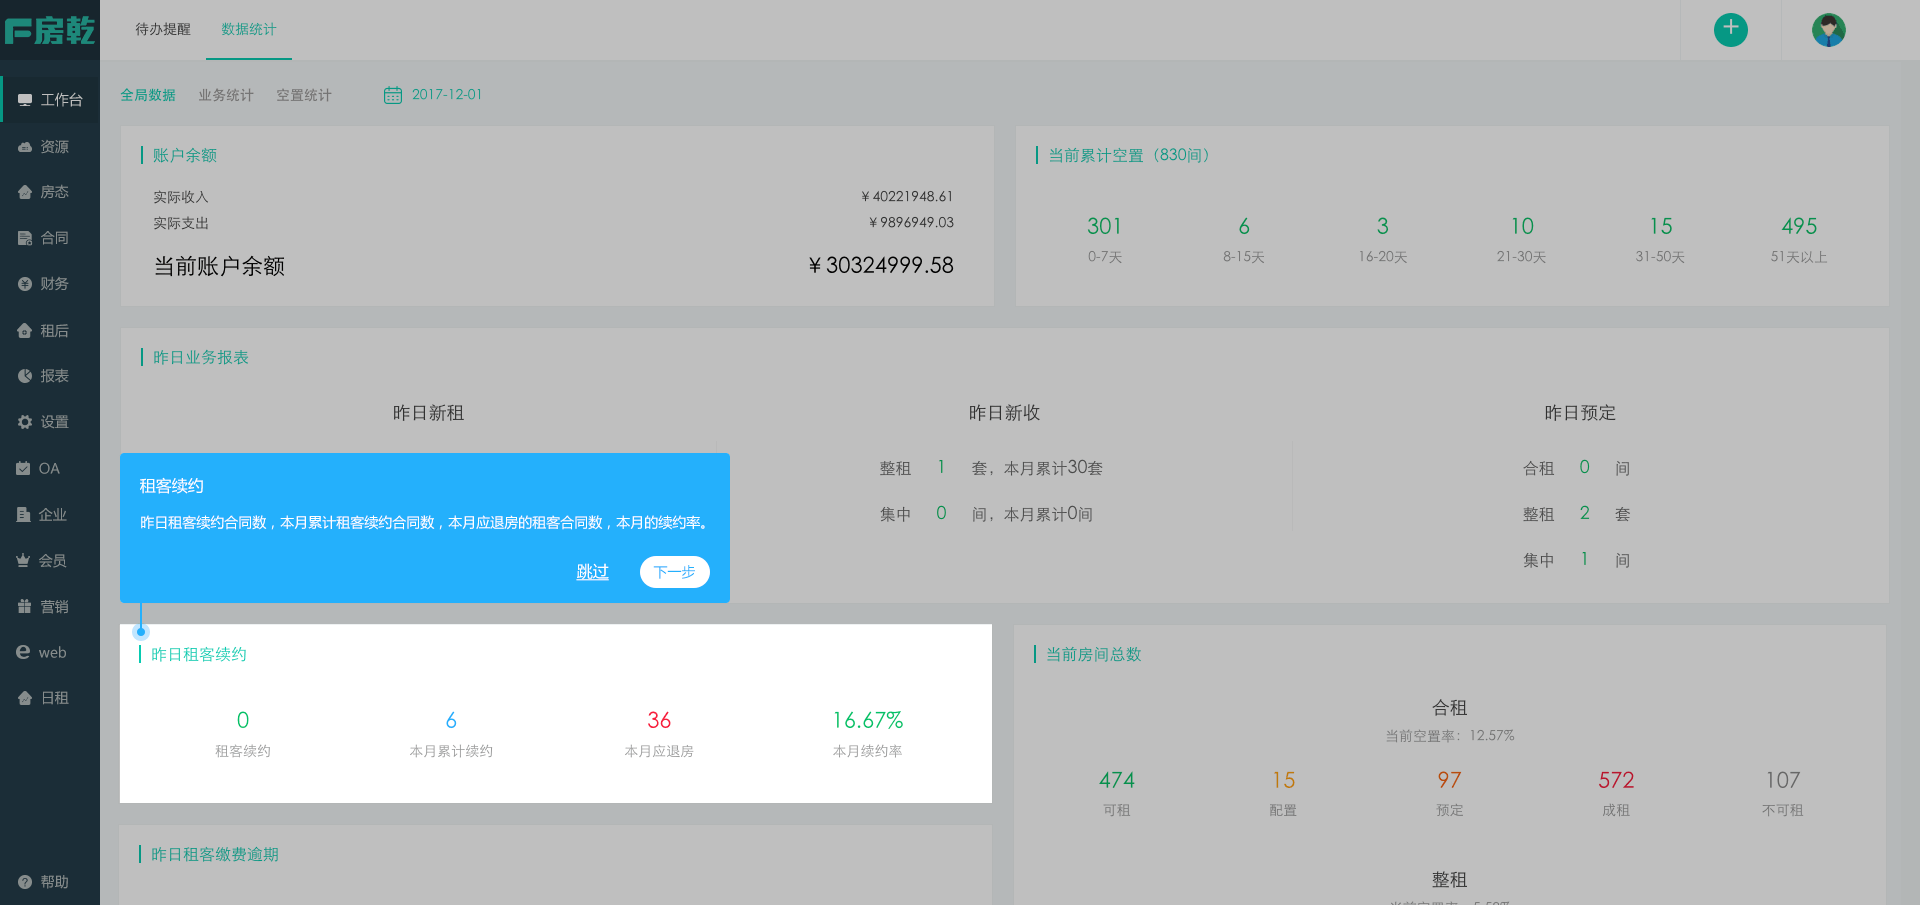 房乾
待办提醒 数据统计
工作台
资源
房态
合同
财务
租后
报表
设置
OA
企业
会员
营销
web
日租
帮助
全局数据 业务统计 空置统计 2017-12-01
账户余额
实际收入 ¥40221948.61
实际支出 ¥9896949.03
当前账户余额 ¥30324999.58
当前累计空置（830间）
301 6 3 10 15 495
0-7天 8-15天 16-20天 21-30天 31-50天 51天以上
昨日业务报表
昨日新租 昨日新收 昨日预定
整租 1 套，本月累计30套
集中 0 间，本月累计0间
合租 0 间
整租 2 套
集中 1 间
租客续约
昨日租客续约合同数，本月累计租客续约合同数，本月应退房的租客合同数，本月的续约率。
跳过 下一步
昨日租客续约
0 6 36 16.67%
租客续约 本月累计续约 本月应退房 本月续约率
当前房间总数
合租
当前空置率：12.57%
474 15 97 572 107
可租 配置 预定 成租 不可租
整租
昨日租客缴费逾期